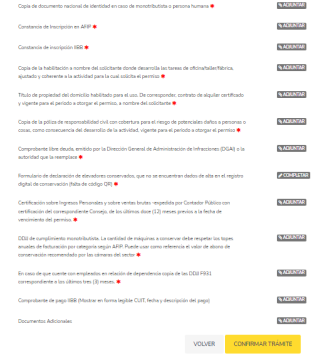 Copia de documento nacional de identidad en caso de monotributista o persona humana ✱ ADJUNTAR
Constancia de Inscripción en AFIP ✱ ADJUNTAR
Constancia de inscripción IIBB ✱ ADJUNTAR
Copia de la habilitación a nombre del solicitante donde desarrolla las tareas de oficina/taller/fábrica, ADJUNTAR
ajustado y coherente a la actividad para la cual solicita el permiso ✱
Título de propiedad del domicilio habilitado para el uso. De corresponder, contrato de alquiler certificado ADJUNTAR
y vigente para el período a otorgar el permiso, a nombre del solicitante ✱
Copia de la póliza de responsabilidad civil con cobertura para el riesgo de potenciales daños a personas o ADJUNTAR
cosas, como consecuencia del desarrollo de la actividad, vigente para el período a otorgar el permiso ✱
Comprobante libre deuda, emitido por la Dirección General de Administración de Infracciones (DGAI) o la ADJUNTAR
autoridad que la reemplace ✱
Formulario de declaración de elevadores conservados, que no se encuentran dados de alta en el registro COMPLETAR
digital de conservación (falta de código QR) ✱
Certificación sobre Ingresos Personales y sobre ventas brutas -expedida por Contador Público con ADJUNTAR
certificación del correspondiente Consejo, de los últimos doce (12) meses previos a la fecha de
vencimiento del permiso ✱
DDJJ de cumplimiento monotributista. La cantidad de máquinas a conservar debe respetar los topes ADJUNTAR
anuales de facturación por categoría según AFIP. Puede usar como referencia el valor de abono de
conservación recomendado por las cámaras del sector ✱
En caso de que cuente con empleados en relación de dependencia copia de las DDJJ F931 ADJUNTAR
correspondiente a los últimos tres (3) meses. ✱
Comprobante de pago IIBB (Mostrar en forma legible CUIT, fecha y descripción del pago) ADJUNTAR
Documentos Adicionales ADJUNTAR
VOLVER CONFIRMAR TRÁMITE